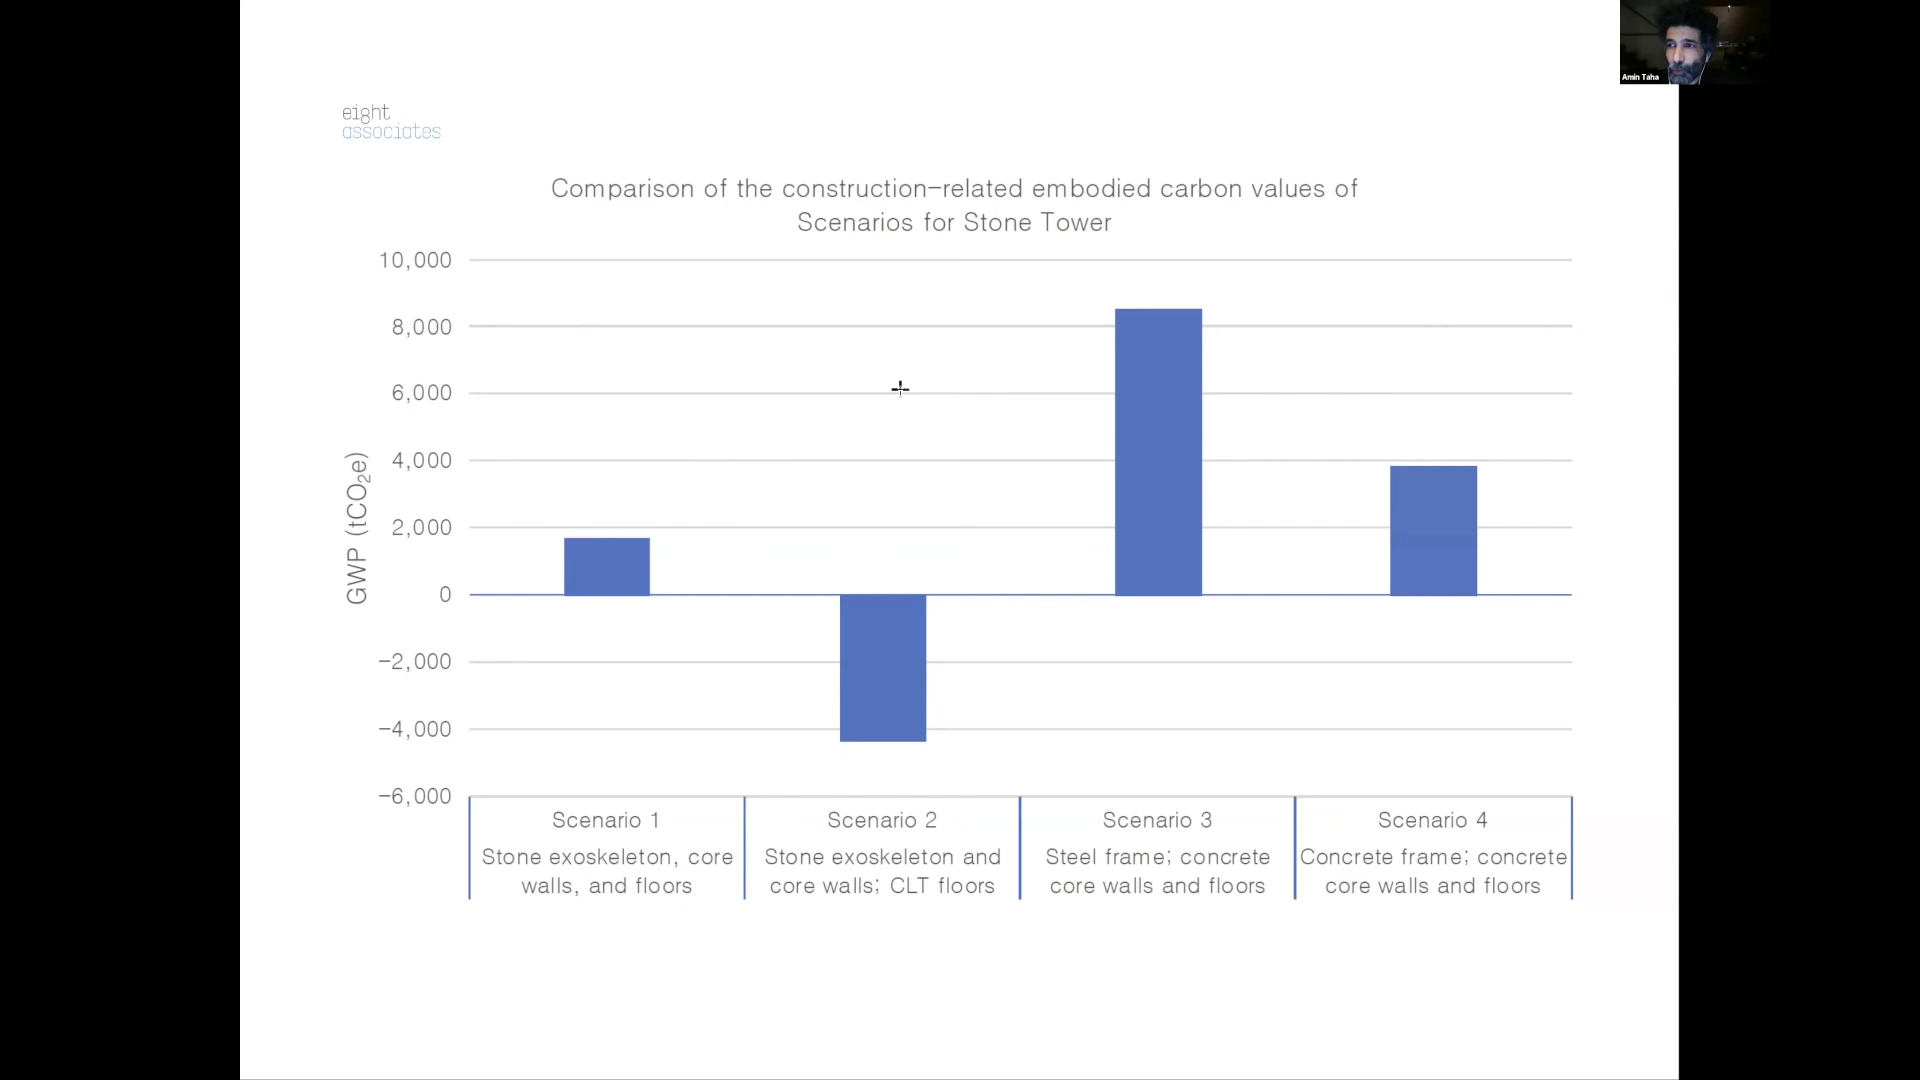 Amin Taha
eight
associates
Comparison of the construction-related embodied carbon values of
Scenarios for Stone Tower
GWP (tCO₂e)
10,000
8,000
6,000
4,000
2,000
0
-2,000
-4,000
-6,000
Scenario 1
Stone exoskeleton, core
walls, and floors
Scenario 2
Stone exoskeleton and
core walls; CLT floors
Scenario 3
Steel frame; concrete
core walls and floors
Scenario 4
Concrete frame; concrete
core walls and floors